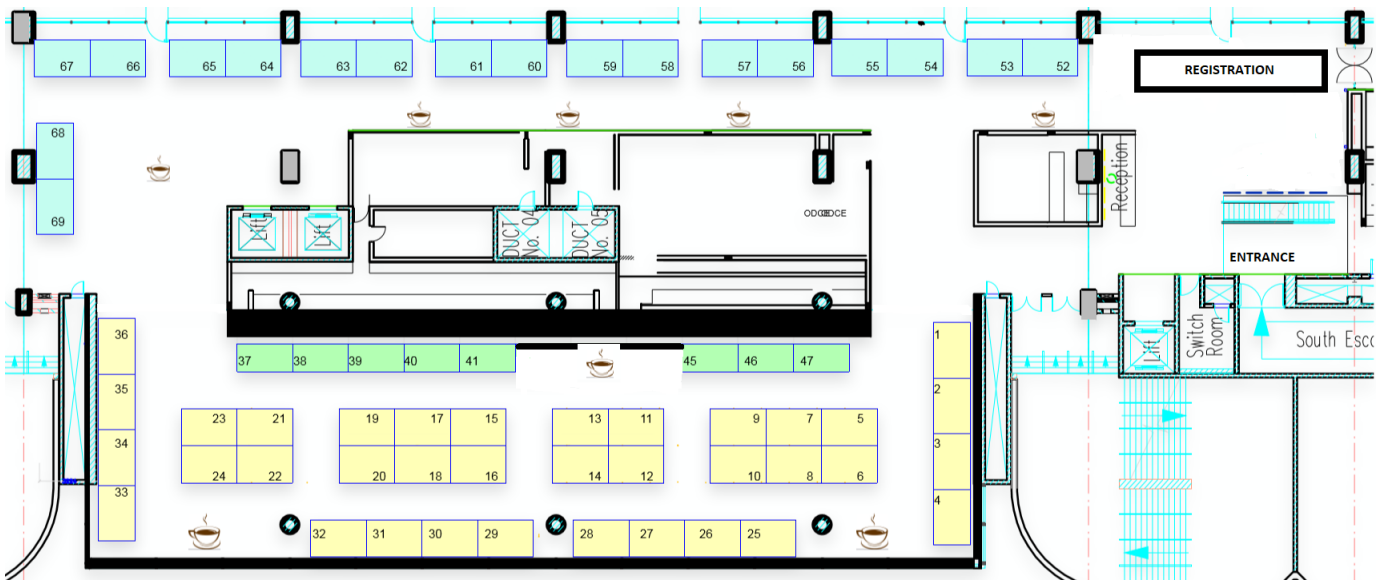 67 66 65 64 63 62 61 60 59 58 57 56 55 54 53 52
REGISTRATION
68
69
Reception
Lift
Lift
DUCT
No. 04
DUCT
No. 05
ENTRANCE
Lift
Switch
Room
South Esc
36
35
34
33
37 38 39 40 41 45 46 47
1
2
3
4
23 21 19 17 15 13 11 9 7 5
24 22 20 18 16 14 12 10 8 6
32 31 30 29 28 27 26 25